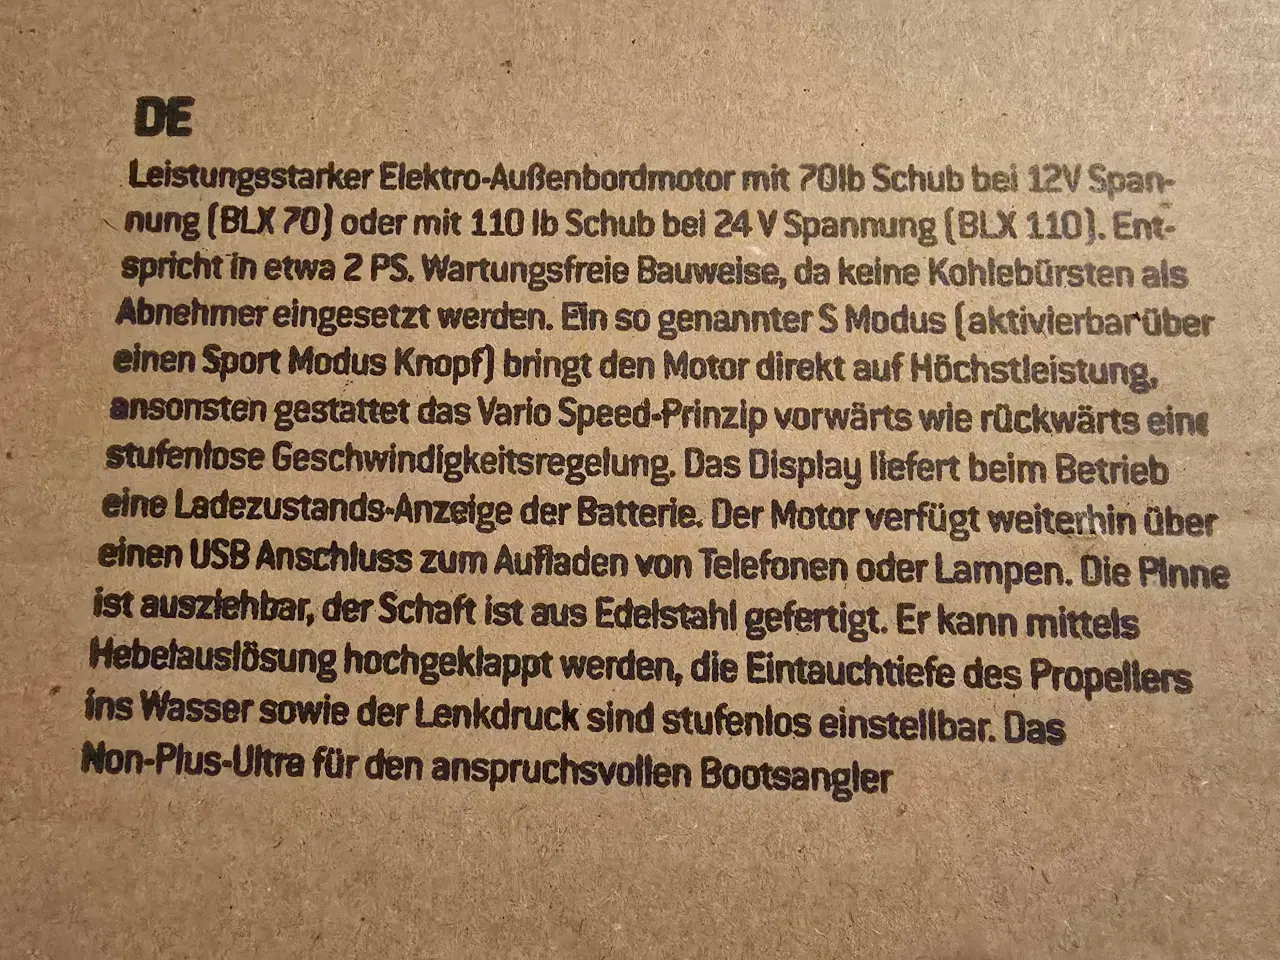 DE
Leistungsstarker Elektro-Außenbordmotor mit 70lb Schub bei 12V Span-
nung (BLX 70) oder mit 110 lb Schub bei 24 V Spannung (BLX 110). Ent-
spricht in etwa 2 PS. Wartungsfreie Bauweise, da keine Kohlebürsten als
Abnehmer eingesetzt werden. Ein so genannter S Modus (aktivierbar über
einen Sport Modus Knopf) bringt den Motor direkt auf Höchstleistung,
ansonsten gestattet das Vario Speed-Prinzip vorwärts wie rückwärts eine
stufenlose Geschwindigkeitsregelung. Das Display liefert beim Betrieb
eine Ladezustands-Anzeige der Batterie. Der Motor verfügt weiterhin über
einen USB Anschluss zum Aufladen von Telefonen oder Lampen. Die Pinne
ist ausziehbar, der Schaft ist aus Edelstahl gefertigt. Er kann mittels
Hebelauslösung hochgeklappt werden, die Eintauchtiefe des Propellers
ins Wasser sowie der Lenkdruck sind stufenlos einstellbar. Das
Non-Plus-Ultra für den anspruchsvollen Bootsangler